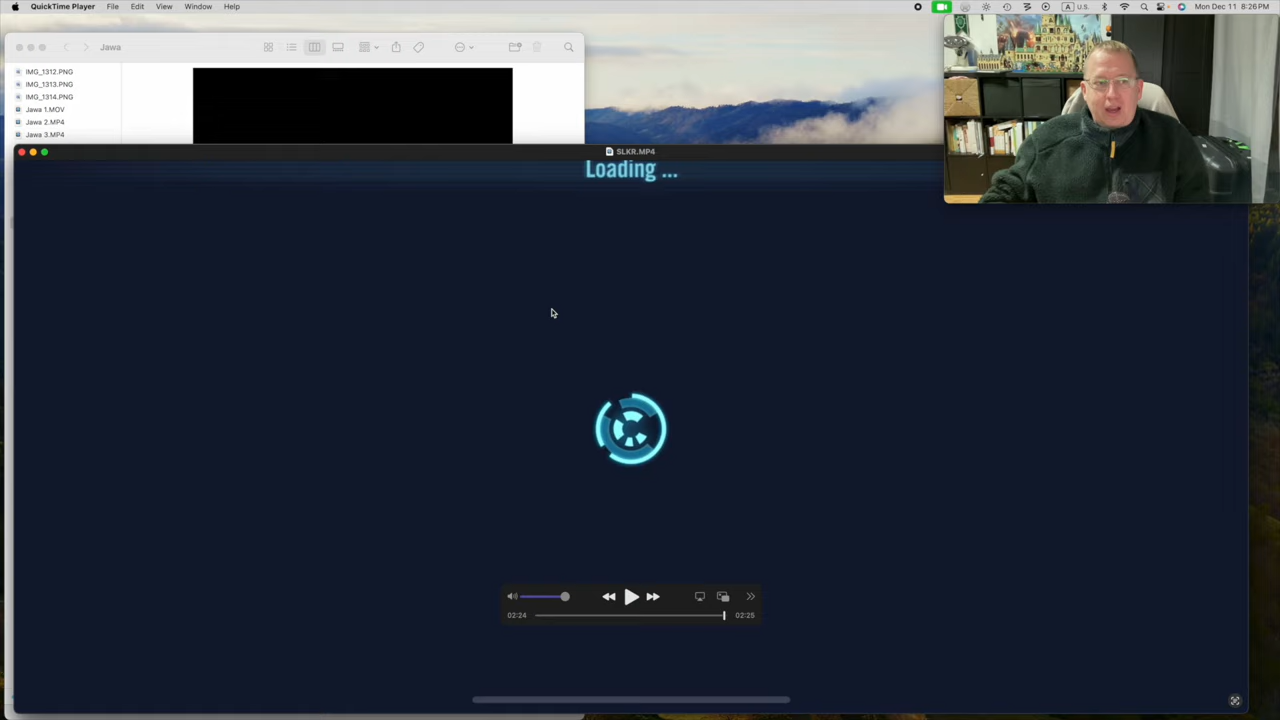 QuickTime Player File Edit View Window Help
A U.S. Mon Dec 11 8:26 PM
Jawa
IMG_1312.PNG
IMG_1313.PNG
IMG_1314.PNG
Jawa 1.MOV
Jawa 2.MP4
Jawa 3.MP4
SLKR.MP4
Loading ...
02:24 02:25